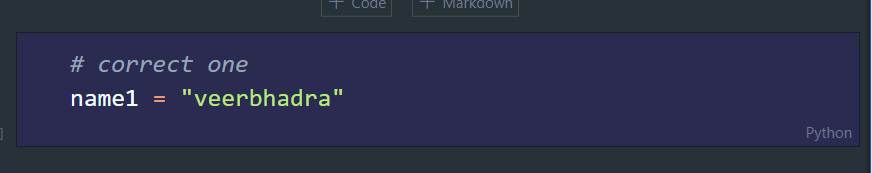 + Code + Markdown
# correct one
name1 = "veerbhadra"
]
Python